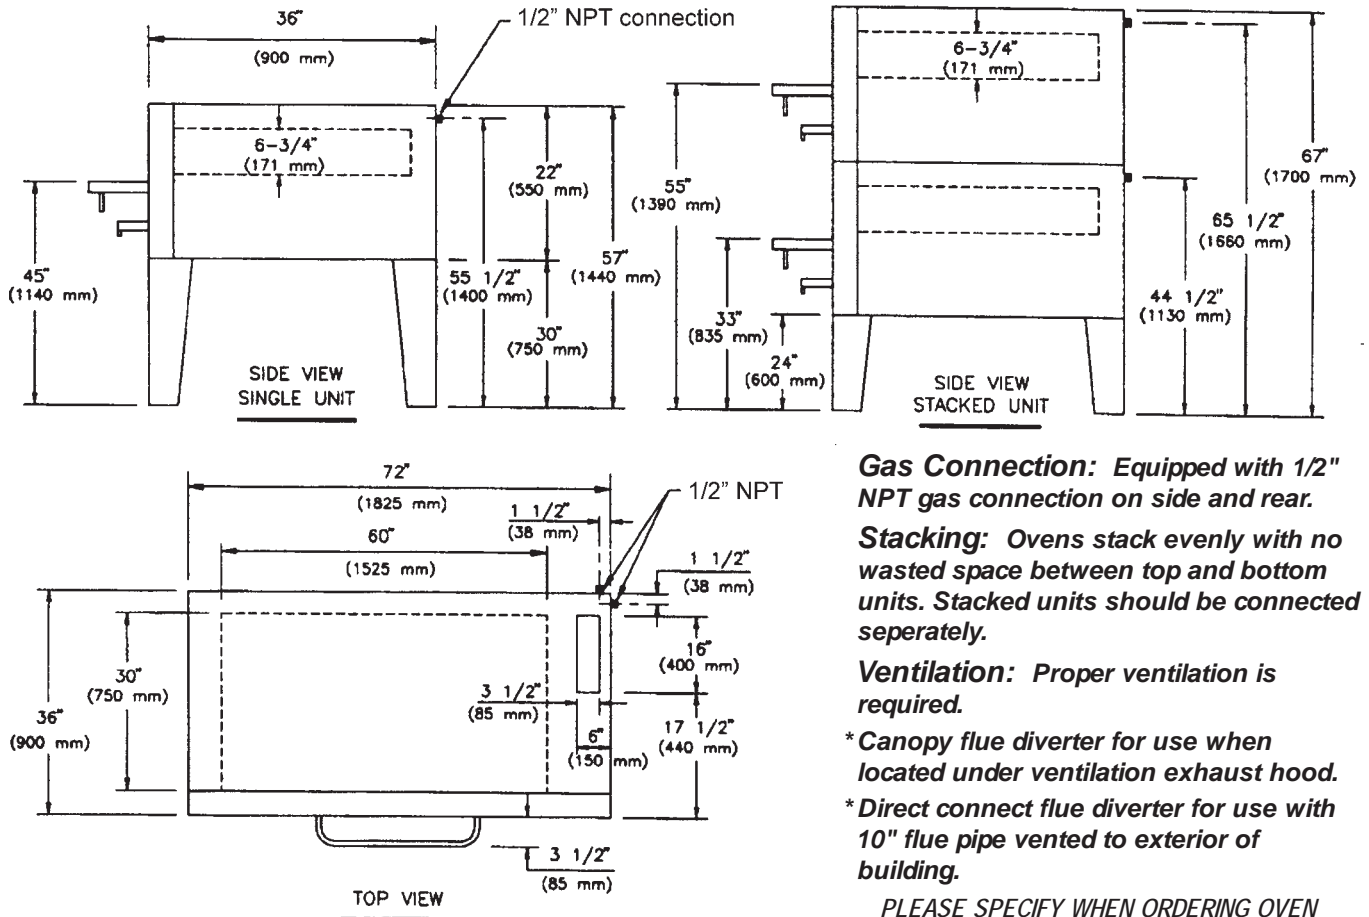 36"
(900 mm)
1/2" NPT connection
6-3/4"
(171 mm)
22"
(550 mm)
45"
(1140 mm)
55 1/2"
(1400 mm)
57"
(1440 mm)
30"
(750 mm)
SIDE VIEW
SINGLE UNIT
6-3/4"
(171 mm)
55"
(1390 mm)
67"
(1700 mm)
65 1/2"
(1660 mm)
44 1/2"
(1130 mm)
33"
(835 mm)
24"
(600 mm)
SIDE VIEW
STACKED UNIT
72"
(1825 mm)
1/2" NPT
1 1/2"
(38 mm)
60"
(1525 mm)
1 1/2"
(38 mm)
30"
(750 mm)
36"
(900 mm)
16"
(400 mm)
3 1/2"
(85 mm)
17 1/2"
(440 mm)
6"
(150 mm)
3 1/2"
(85 mm)
TOP VIEW
Gas Connection: Equipped with 1/2"
NPT gas connection on side and rear.
Stacking: Ovens stack evenly with no
wasted space between top and bottom
units. Stacked units should be connected
seperately.
Ventilation: Proper ventilation is
required.
* Canopy flue diverter for use when
located under ventilation exhaust hood.
* Direct connect flue diverter for use with
10" flue pipe vented to exterior of
building.
PLEASE SPECIFY WHEN ORDERING OVEN